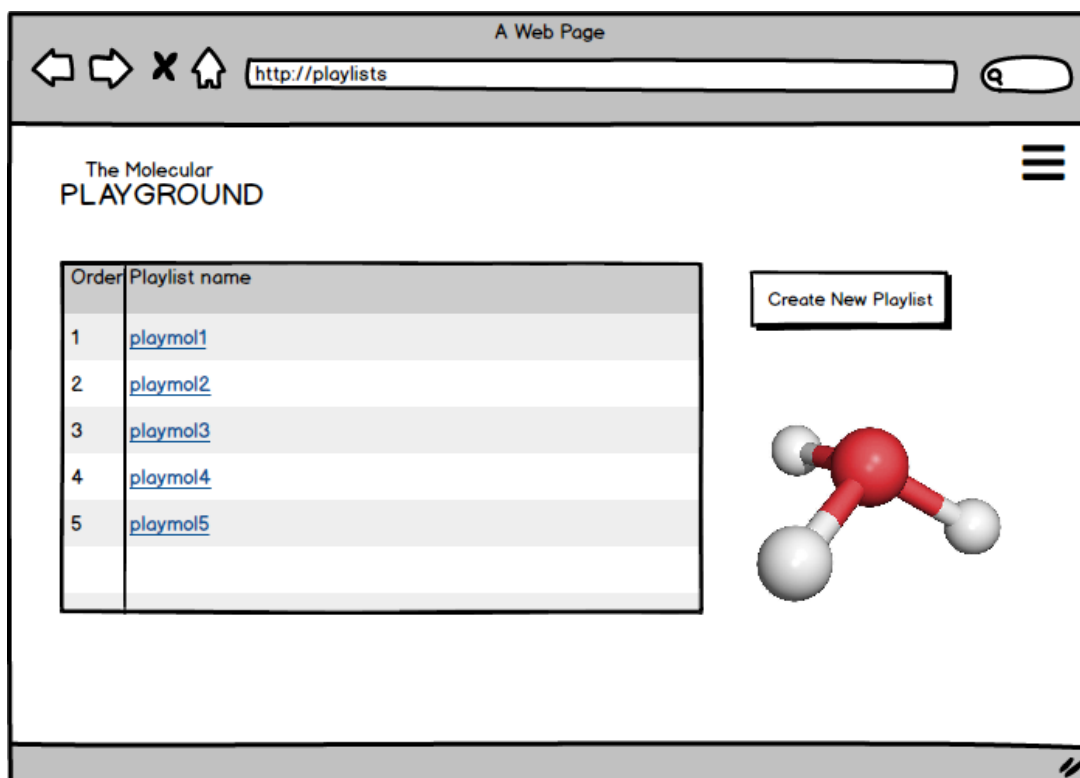 A Web Page
http://playlists
The Molecular
PLAYGROUND
Order Playlist name
1 playmol1
2 playmol2
3 playmol3
4 playmol4
5 playmol5
Create New Playlist